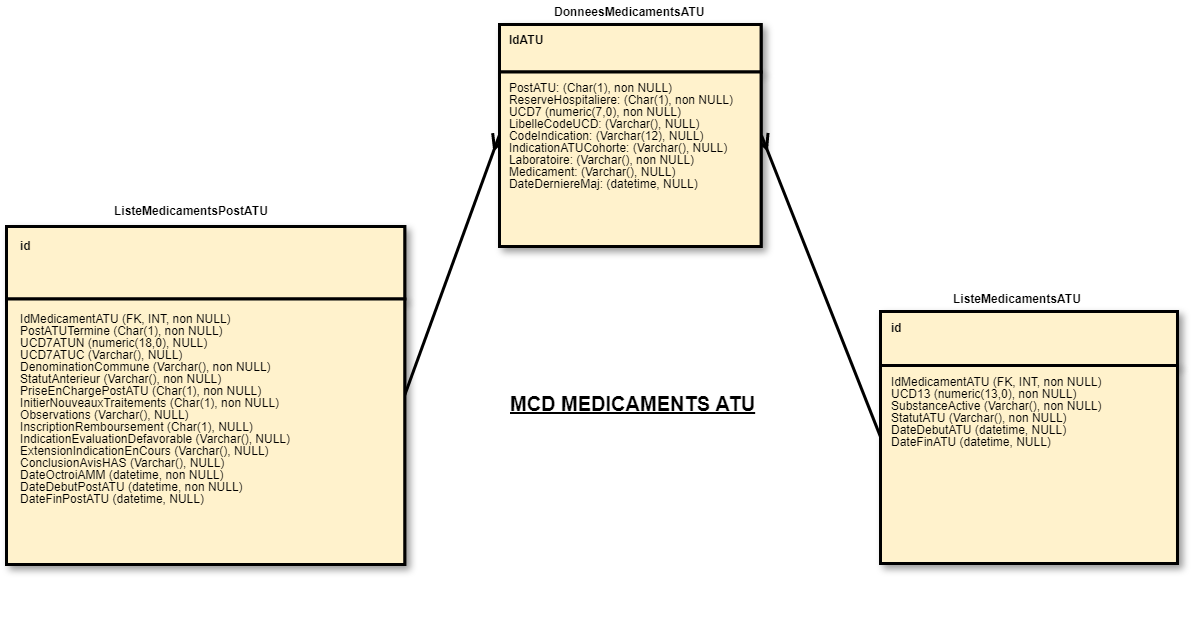 DonneesMedicamentsATU
IdATU
PostATU: (Char(1), non NULL)
ReserveHospitaliere: (Char(1), non NULL)
UCD7 (numeric(7,0), non NULL)
LibelleCodeUCD: (Varchar(), NULL)
CodeIndication: (Varchar(12), NULL)
IndicationATUCohorte: (Varchar(), NULL)
Laboratoire: (Varchar(), non NULL)
Medicament: (Varchar(), NULL)
DateDerniereMaj: (datetime, NULL)
ListeMedicamentsPostATU
id
IdMedicamentATU (FK, INT, non NULL)
PostATUTermine (Char(1), non NULL)
UCD7ATUN (numeric(18,0), NULL)
UCD7ATUC (Varchar(), NULL)
DenominationCommune (Varchar(), non NULL)
StatutAnterieur (Varchar(), non NULL)
PriseEnChargePostATU (Char(1), non NULL)
InitierNouveauxTraitements (Char(1), non NULL)
Observations (Varchar(), NULL)
InscriptionRemboursement (Char(1), NULL)
IndicationEvaluationDefavorable (Varchar(), NULL)
ExtensionIndicationEnCours (Varchar(), NULL)
ConclusionAvisHAS (Varchar(), NULL)
DateOctroiAMM (datetime, non NULL)
DateDebutPostATU (datetime, non NULL)
DateFinPostATU (datetime, NULL)
MCD MEDICAMENTS ATU
ListeMedicamentsATU
id
IdMedicamentATU (FK, INT, non NULL)
UCD13 (numeric(13,0), non NULL)
SubstanceActive (Varchar(), non NULL)
StatutATU (Varchar(), non NULL)
DateDebutATU (datetime, NULL)
DateFinATU (datetime, NULL)